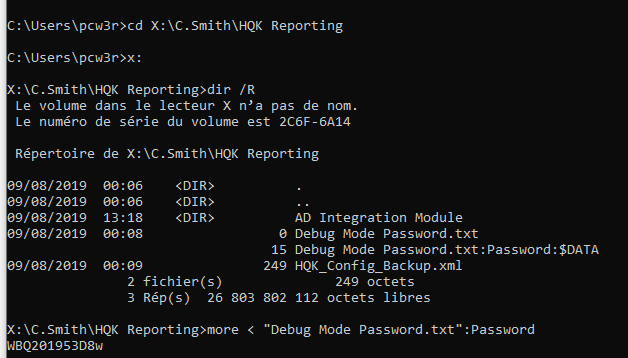 C:\Users\pcw3r>cd X:\C.Smith\HQK Reporting
C:\Users\pcw3r>x:
X:\C.Smith\HQK Reporting>dir /R
Le volume dans le lecteur X n’a pas de nom.
Le numéro de série du volume est 2C6F-6A14
Répertoire de X:\C.Smith\HQK Reporting
09/08/2019 00:06 <DIR> .
09/08/2019 00:06 <DIR> ..
09/08/2019 13:18 <DIR> AD Integration Module
09/08/2019 00:08 0 Debug Mode Password.txt
15 Debug Mode Password.txt:Password:$DATA
09/08/2019 00:09 249 HQK_Config_Backup.xml
2 fichier(s) 249 octets
3 Rép(s) 26 803 802 112 octets libres
X:\C.Smith\HQK Reporting>more < "Debug Mode Password.txt":Password
WBQ201953D8w